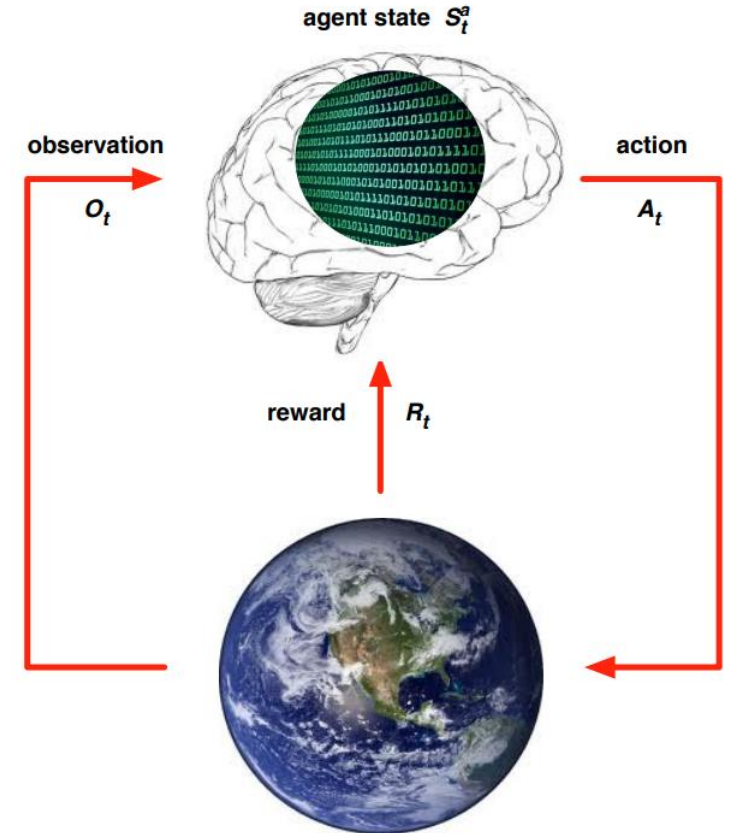 agent state S_t^a
observation
action
O_t
A_t
reward R_t